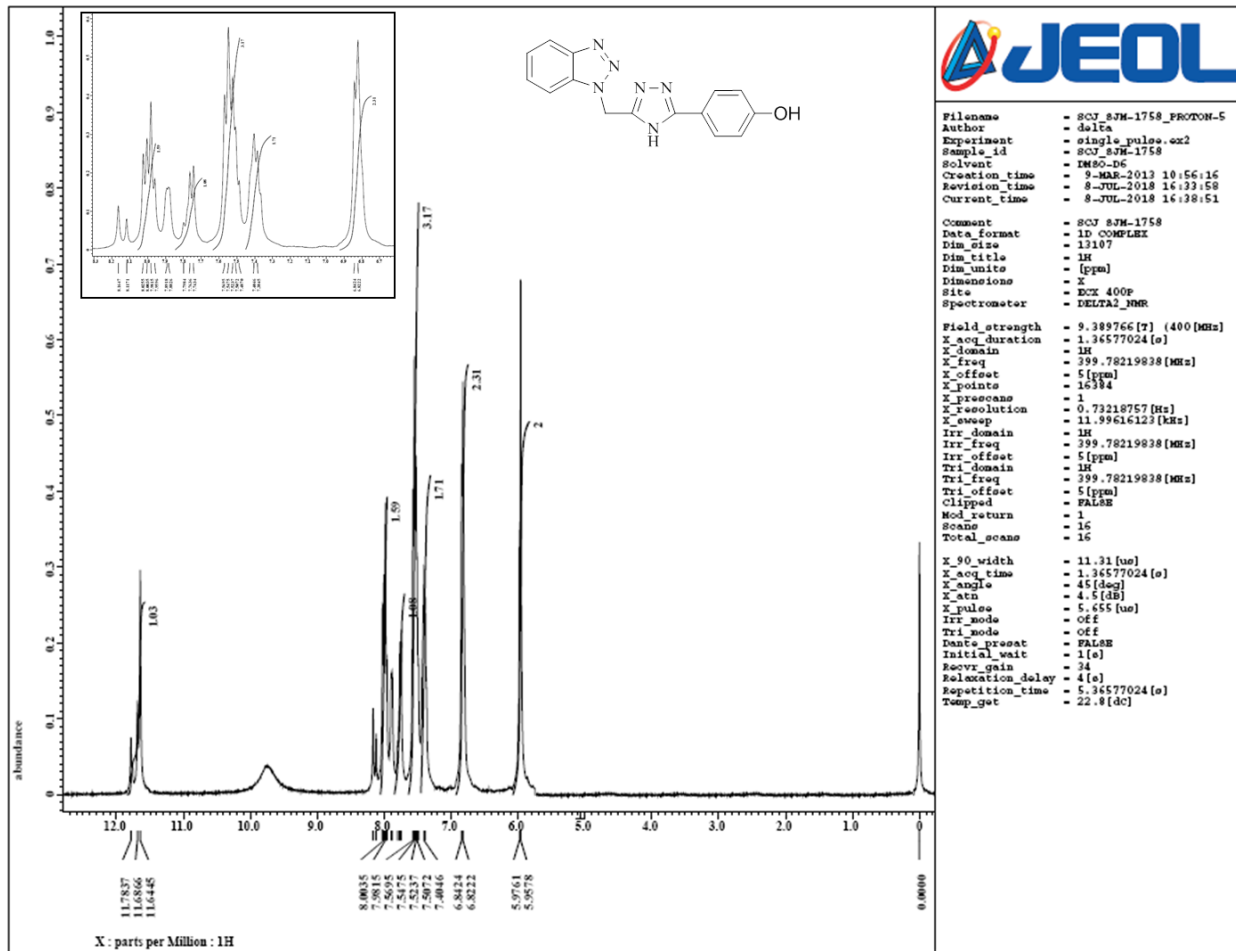 JEOL
Filename = SCJ_SJM-1758_PROTON-5
Author = delta
Experiment = single_pulse.ex2
Sample_id = SCJ_SJM-1758
Solvent = DMSO-D6
Creation_time = 9-MAR-2013 10:56:16
Revision_time = 8-JUL-2018 16:33:58
Current_time = 8-JUL-2018 16:38:51
Comment = SCJ SJM-1758
Data_format = 1D COMPLEX
Dim_size = 13107
Dim_title = 1H
Dim_units = [ppm]
Dimensions = X
Site = ECX 400P
Spectrometer = DELTA2_NMR
Field_strength = 9.389766[T] (400[MHz]
X_acq_duration = 1.36577024[s]
X_domain = 1H
X_freq = 399.78219838[MHz]
X_offset = 5[ppm]
X_points = 16384
X_prescans = 1
X_resolution = 0.73218757[Hz]
X_sweep = 11.99616123[kHz]
Irr_domain = 1H
Irr_freq = 399.78219838[MHz]
Irr_offset = 5[ppm]
Tri_domain = 1H
Tri_freq = 399.78219838[MHz]
Tri_offset = 5[ppm]
Clipped = FALSE
Mod_return = 1
Scans = 16
Total_scans = 16
X_90_width = 11.31[us]
X_acq_time = 1.36577024[s]
X_angle = 45[deg]
X_atn = 4.5[dB]
X_pulse = 5.655[us]
Irr_mode = Off
Tri_mode = Off
Dante_presat = FALSE
Initial_wait = 1[s]
Recvr_gain = 34
Relaxation_delay = 4[s]
Repetition_time = 5.36577024[s]
Temp_get = 22.8[dC]
N
N
N
N
N
N
H
OH
abundance
1.0
0.9
0.8
0.7
0.6
0.5
0.4
0.3
0.2
0.1
0
1.03
1.59
1.08
3.17
1.71
2.31
2
12.0 11.0 10.0 9.0 8.0 7.0 6.0 5.0 4.0 3.0 2.0 1.0 0
11.7837
11.6866
11.6445
8.0035
7.9815
7.5695
7.5475
7.5237
7.5072
7.4046
6.8424
6.8222
5.9761
5.9578
0.0000
X : parts per Million : 1H